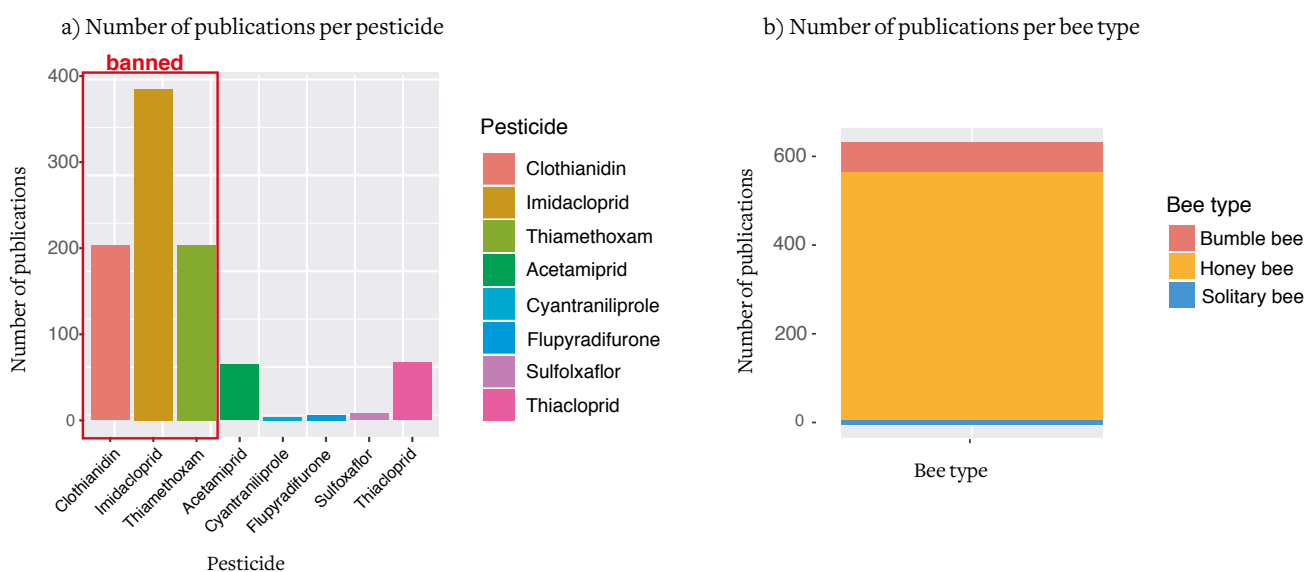 a) Number of publications per pesticide
banned
400
300
200
100
0
Number of publications
Clothianidin
Imidacloprid
Thiamethoxam
Acetamiprid
Cyantraniliprole
Flupyradifurone
Sulfoxaflor
Thiacloprid
Pesticide
Pesticide
Clothianidin
Imidacloprid
Thiamethoxam
Acetamiprid
Cyantraniliprole
Flupyradifurone
Sulfolxaflor
Thiacloprid
b) Number of publications per bee type
600
400
200
0
Number of publications
Bee type
Bee type
Bumble bee
Honey bee
Solitary bee